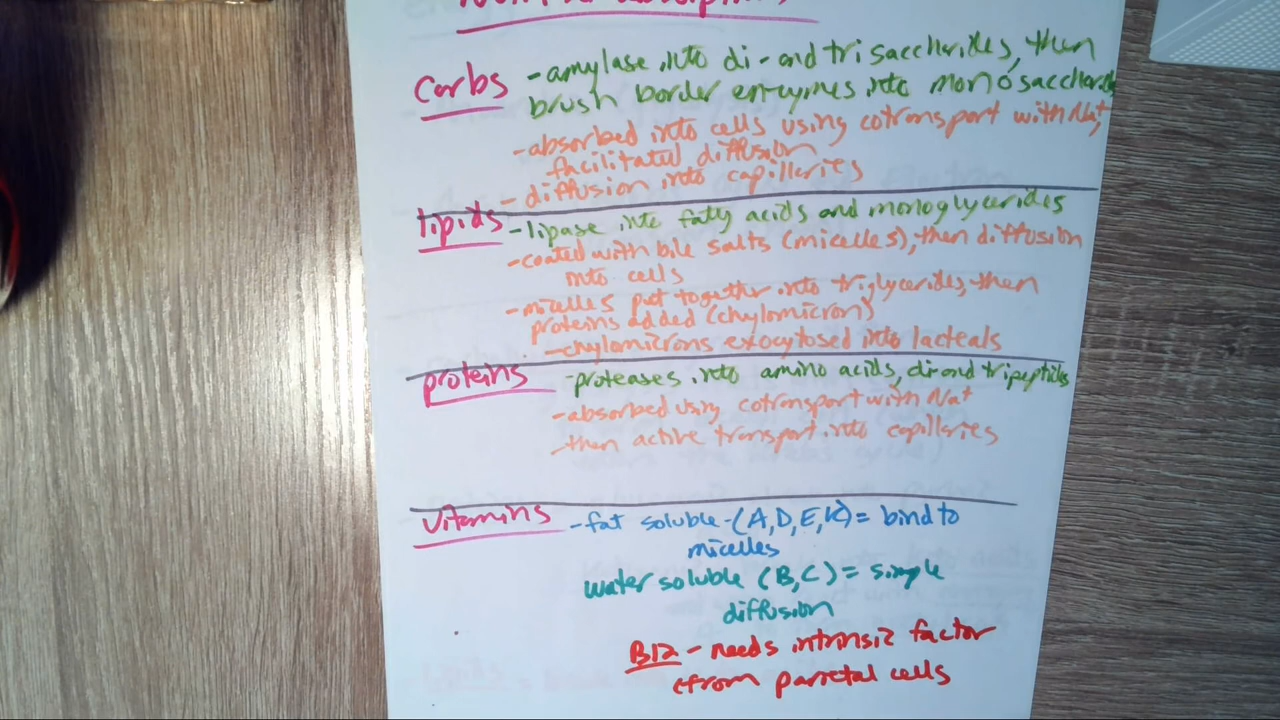 Carbs - amylase into di- and trisaccharides, then
brush border enzymes into monosaccharides
- absorbed into cells using cotransport with Na+,
facilitated diffusion
- diffusion into capillaries
lipids - lipase into fatty acids and monoglycerides
- coated with bile salts (micelles), then diffusion
into cells
- micelles put together into triglycerides, then
proteins added (chylomicron)
- chylomicrons exocytosed into lacteals
proteins - proteases into amino acids, di and tripeptides
- absorbed using cotransport with Na+
- then active transport into capillaries
Vitamins - fat soluble - (A,D,E,K) = bind to
micelles
water soluble (B,C) = simple
diffusion
B12 - needs intrinsic factor
from parietal cells